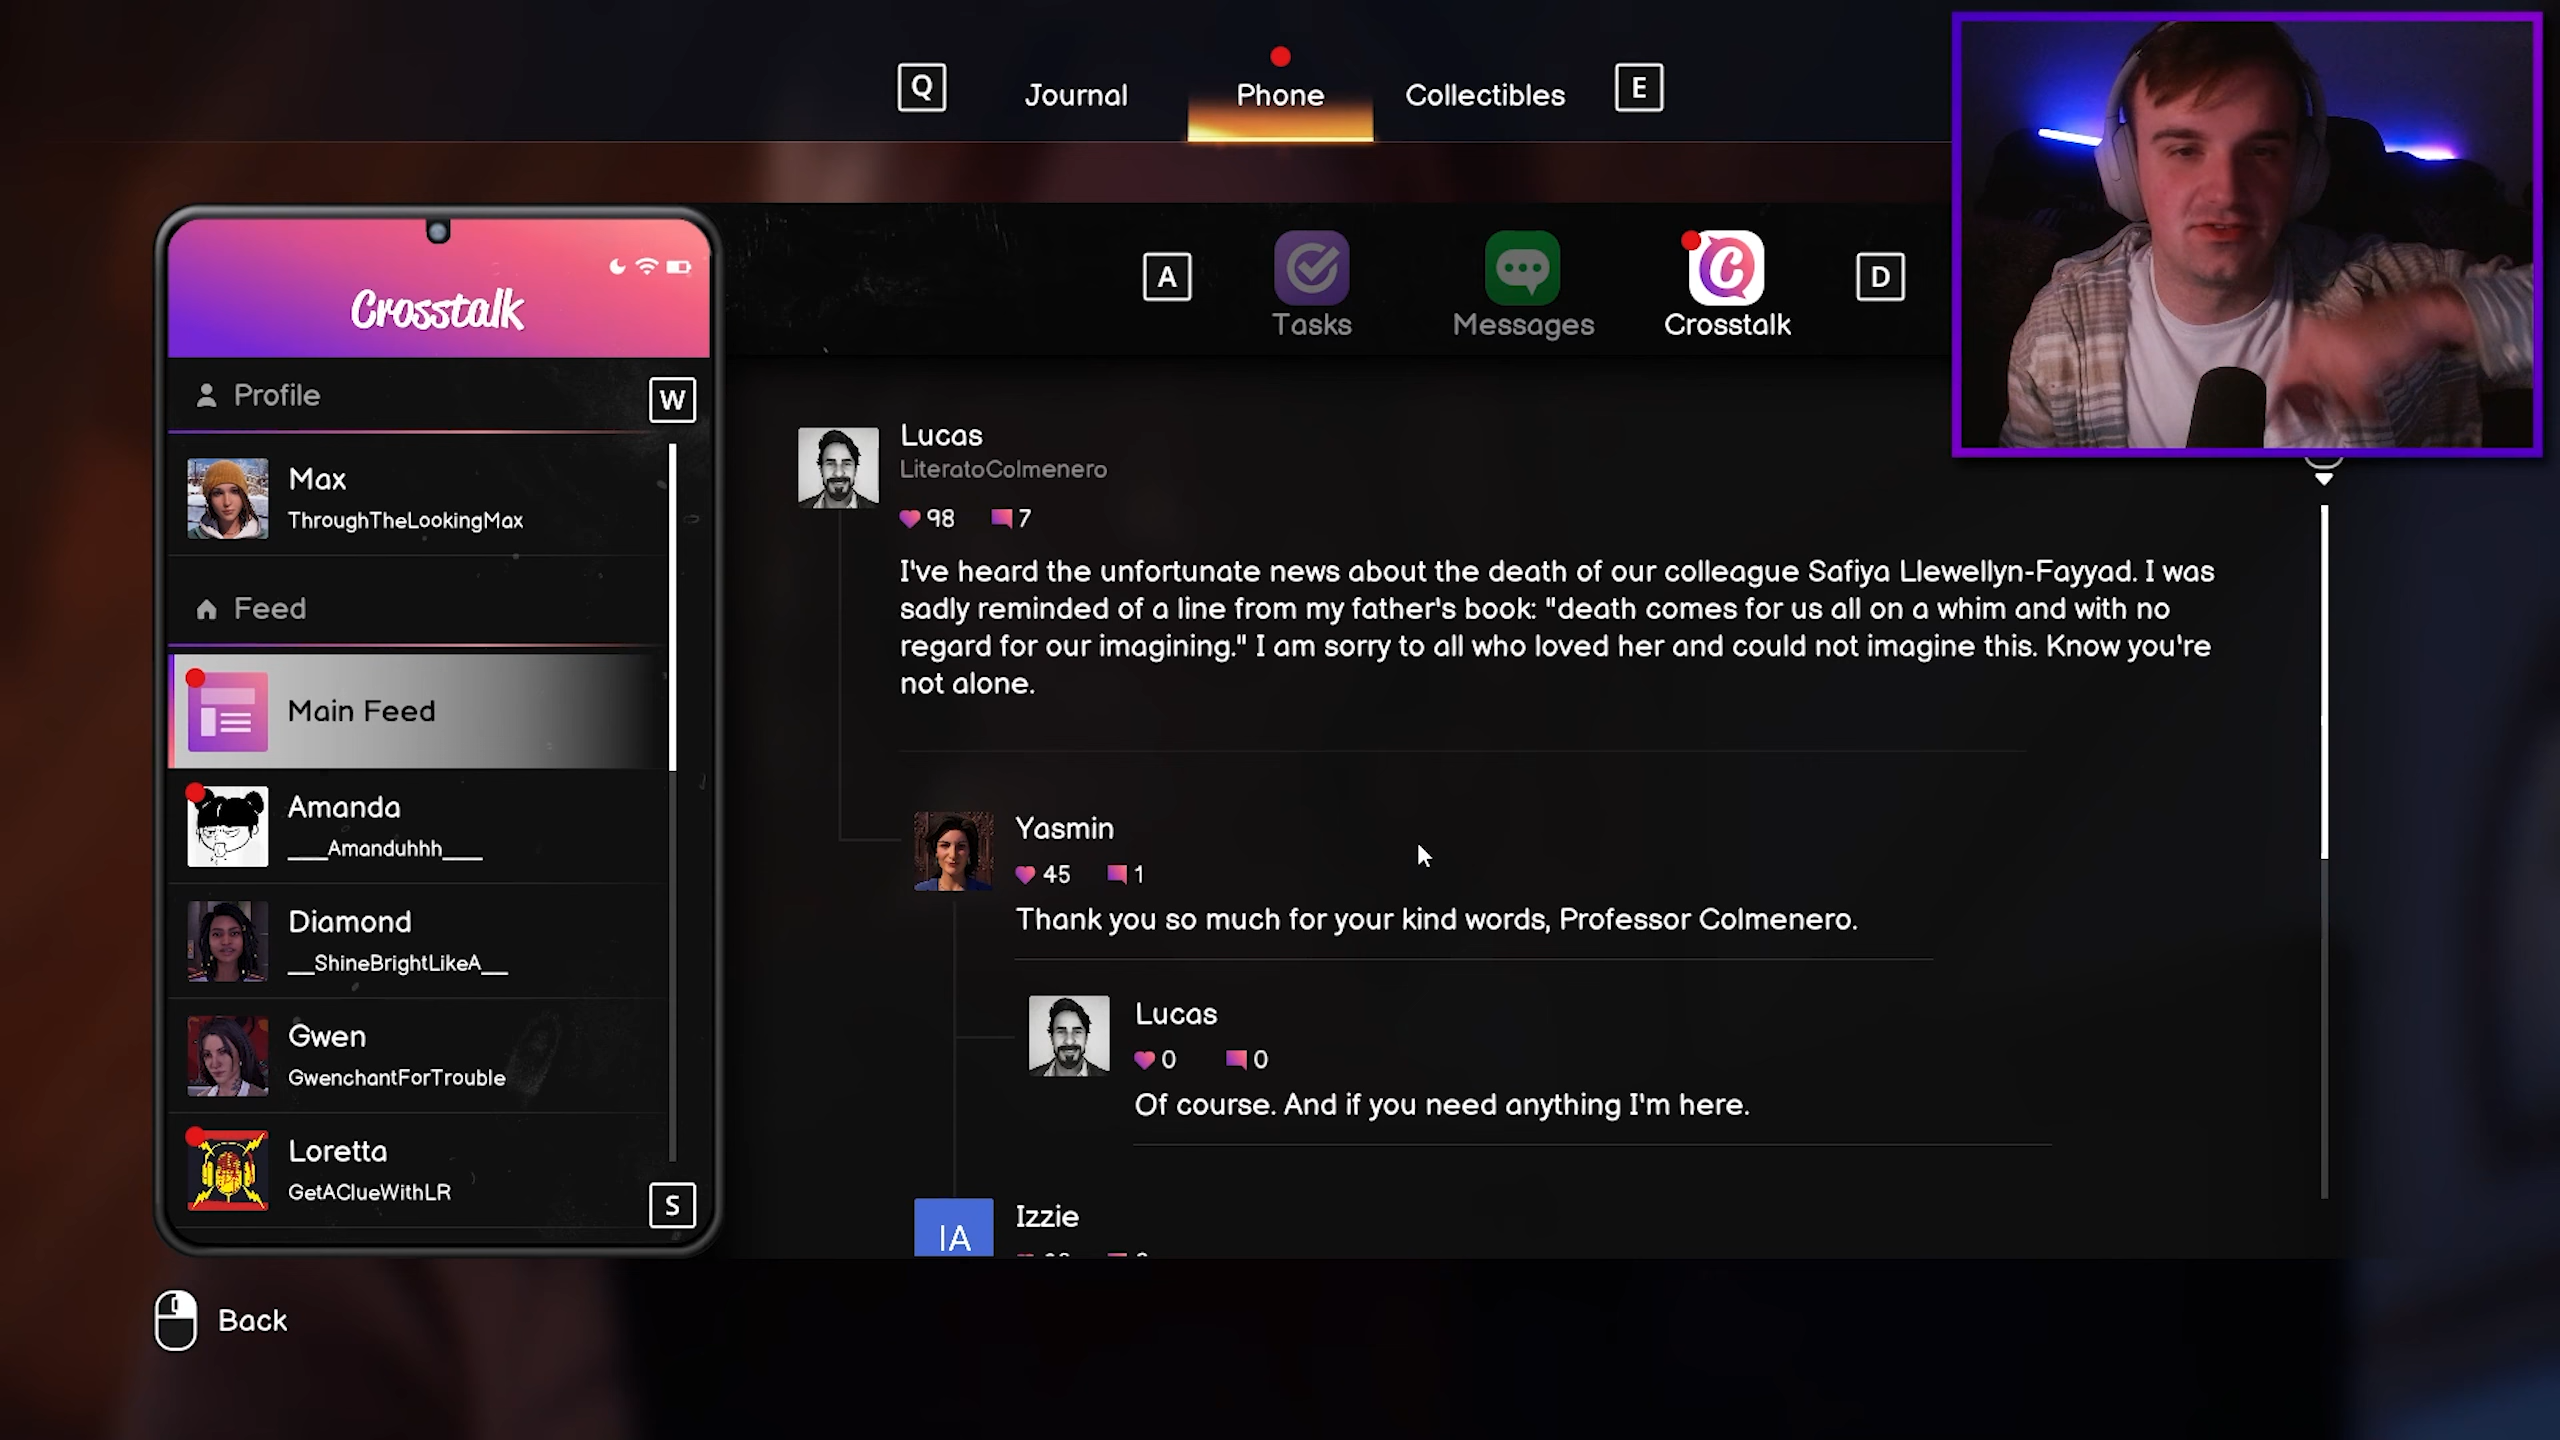 Q
Journal
Phone
Collectibles
E
Crosstalk
Profile
W
Max
ThroughTheLookingMax
Feed
Main Feed
Amanda
___Amanduhhh___
Diamond
__ShineBrightLikeA__
Gwen
GwenchantForTrouble
Loretta
GetAClueWithLR
S
A
Tasks
Messages
Crosstalk
D
Lucas
LiteratoColmenero
98 7
I've heard the unfortunate news about the death of our colleague Safiya Llewellyn-Fayyad. I was
sadly reminded of a line from my father's book: "death comes for us all on a whim and with no
regard for our imagining." I am sorry to all who loved her and could not imagine this. Know you're
not alone.
Yasmin
45 1
Thank you so much for your kind words, Professor Colmenero.
Lucas
0 0
Of course. And if you need anything I'm here.
IA
Izzie
Back